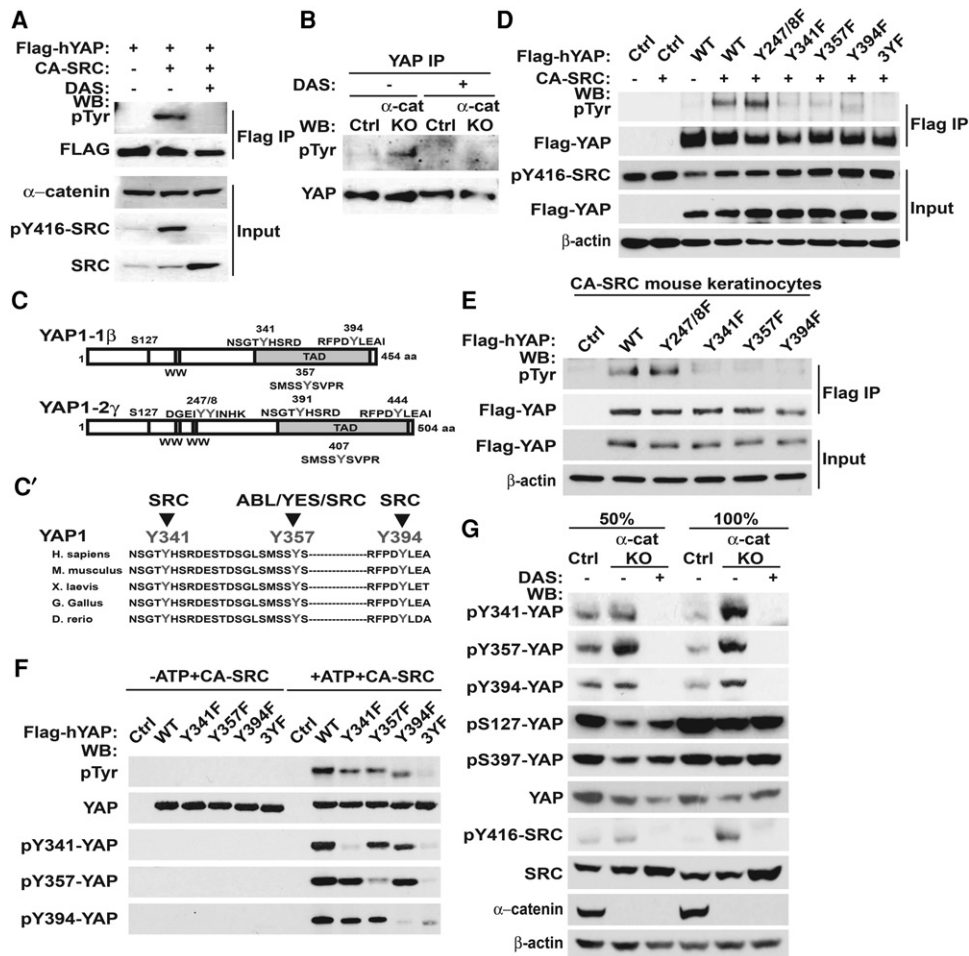 A
Flag-hYAP: + + +
CA-SRC: - + +
DAS: - - +
WB:
pTyr
FLAG
Flag IP
α-catenin
pY416-SRC
SRC
Input
B
YAP IP
DAS: - +
α-cat α-cat
WB: Ctrl KO Ctrl KO
pTyr
YAP
D
Flag-hYAP: Ctrl Ctrl WT WT Y247/8F Y341F Y357F Y394F 3YF
CA-SRC: - + - + + + + + +
WB:
pTyr
Flag-YAP
Flag IP
pY416-SRC
Flag-YAP
β-actin
Input
C
YAP1-1β
S127
341
NSGTYHSRD
394
RFPDYLEAI
1
TAD
454 aa
WW
357
SMSSYSVPR
YAP1-2γ
S127
247/8
DGEIYYINHK
391
NSGTYHSRD
444
RFPDYLEAI
1
TAD
504 aa
WW WW
407
SMSSYSVPR
C′
SRC ABL/YES/SRC SRC
YAP1 Y341 Y357 Y394
H. sapiens NSGTYHSRDESTDSGLSMSSYS--------------RFPDYLEA
M. musculus NSGTYHSRDESTDSGLSMSSYS--------------RFPDYLEA
X. laevis NSGTYHSRDESTDSGLSMSSYS--------------RFPDYLET
G. Gallus NSGTYHSRDESTDSGLSMSSYS--------------RFPDYLEA
D. rerio NSGTYHSRDESTDSGLSMSSYS--------------RFPDYLDA
E
CA-SRC mouse keratinocytes
Flag-hYAP: Ctrl WT Y247/8F Y341F Y357F Y394F
WB:
pTyr
Flag-YAP
Flag IP
Flag-YAP
β-actin
Input
F
-ATP+CA-SRC +ATP+CA-SRC
Flag-hYAP: Ctrl WT Y341F Y357F Y394F 3YF Ctrl WT Y341F Y357F Y394F 3YF
WB:
pTyr
YAP
pY341-YAP
pY357-YAP
pY394-YAP
G
50% 100%
α-cat α-cat
Ctrl KO Ctrl KO
DAS: - - + - - +
WB:
pY341-YAP
pY357-YAP
pY394-YAP
pS127-YAP
pS397-YAP
YAP
pY416-SRC
SRC
α-catenin
β-actin